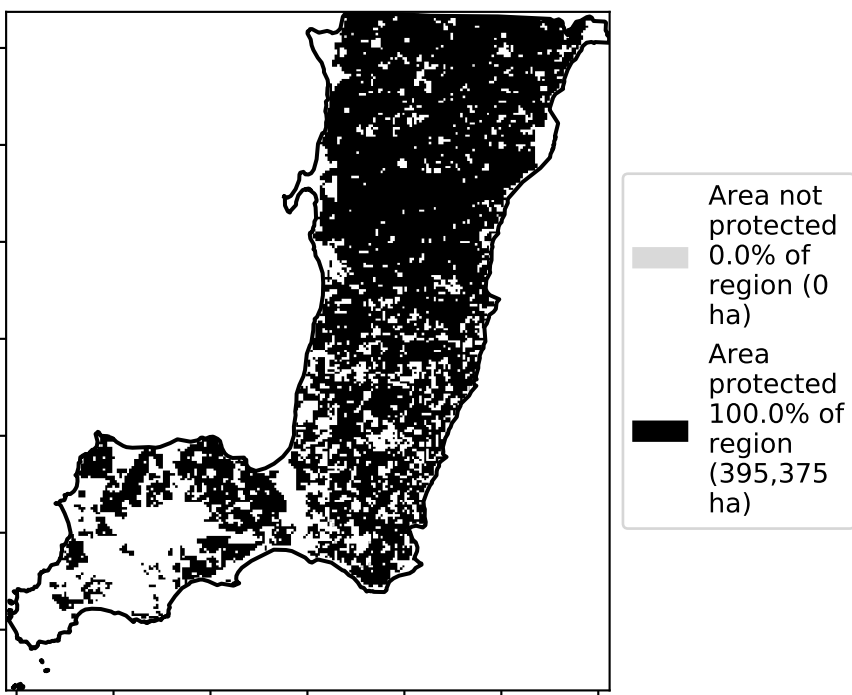 Area not
protected
0.0% of
region (0
ha)
Area
protected
100.0% of
region
(395,375
ha)